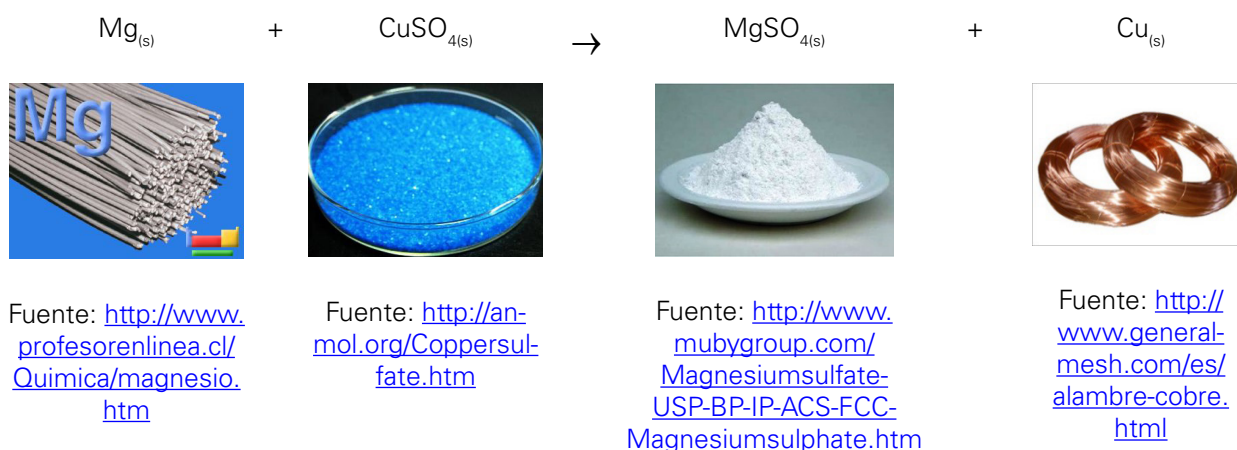 Mg(s) + CuSO4(s) → MgSO4(s) + Cu(s)
Mg
Fuente: http://www.
profesorenlinea.cl/
Quimica/magnesio.
htm
Fuente: http://an-
mol.org/Coppersul-
fate.htm
Fuente: http://www.
mubygroup.com/
Magnesiumsulfate-
USP-BP-IP-ACS-FCC-
Magnesiumsulphate.htm
Fuente: http://
www.general-
mesh.com/es/
alambre-cobre.
html